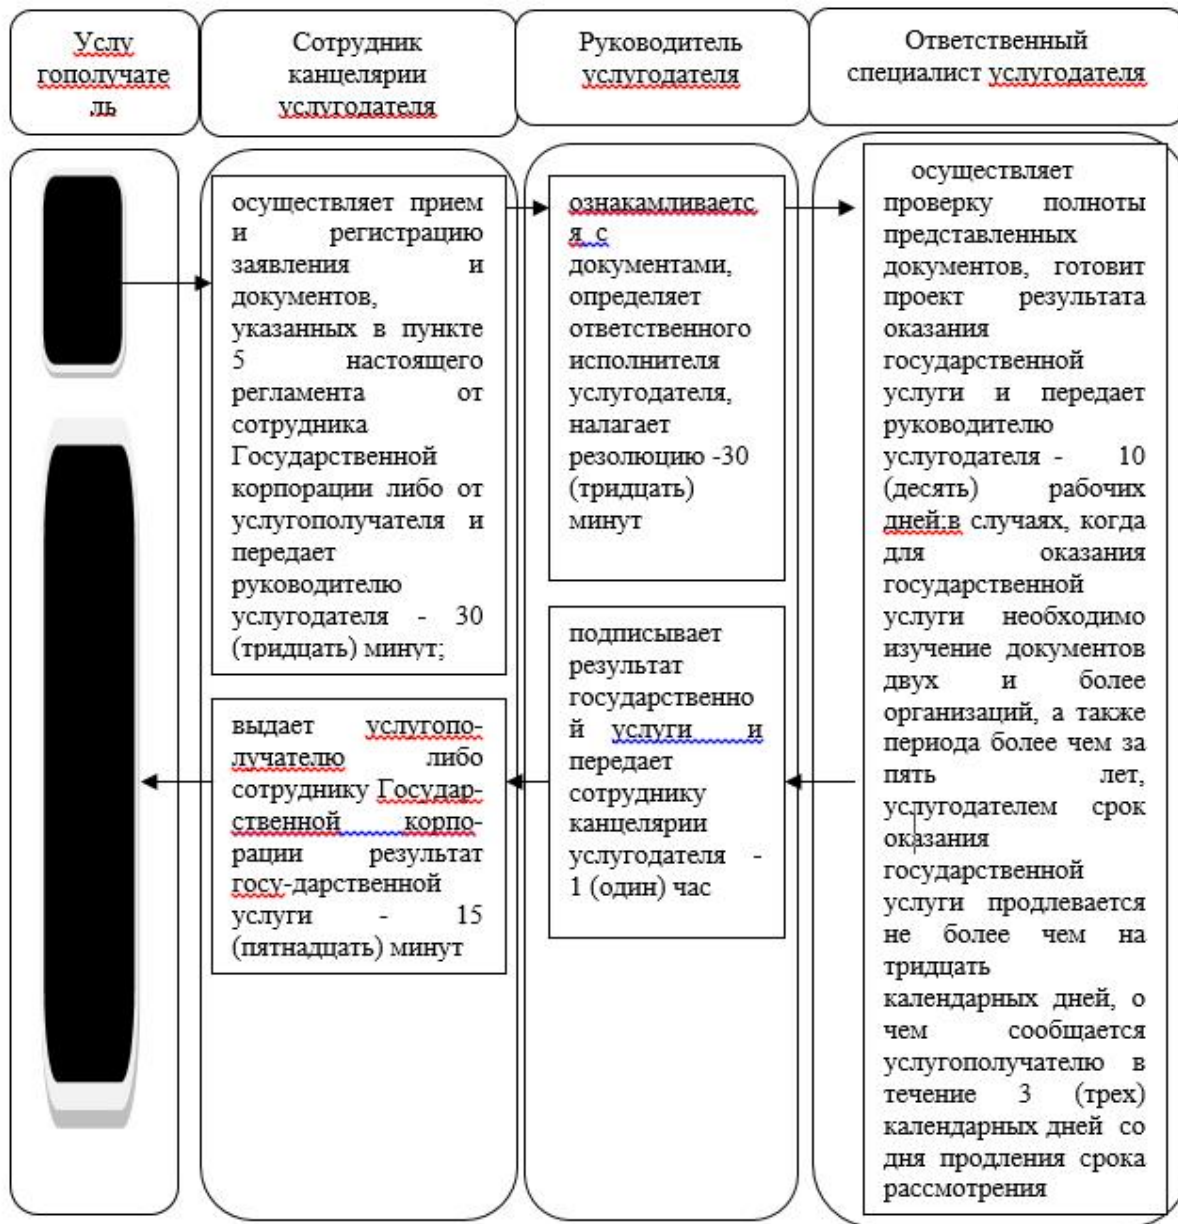 Услу
гополучате
ль
Сотрудник
канцелярии
услугодателя
Руководитель
услугодателя
Ответственный
специалист услугодателя
осуществляет прием
и регистрацию
заявления и
документов,
указанных в пункте
5 настоящего
регламента от
сотрудника
Государственной
корпорации либо от
услугополучателя и
передает
руководителю
услугодателя - 30
(тридцать) минут;
выдает услугопо-
лучателю либо
сотруднику Государ-
ственной корпо-
рации результат
госу-дарственной
услуги - 15
(пятнадцать) минут
ознакамливаетс
я с
документами,
определяет
ответственного
исполнителя
услугодателя,
налагает
резолюцию -30
(тридцать)
минут
подписывает
результат
государственно
й услуги и
передает
сотруднику
канцелярии
услугодателя -
1 (один) час
осуществляет
проверку полноты
представленных
документов, готовит
проект результата
оказания
государственной
услуги и передает
руководителю
услугодателя - 10
(десять) рабочих
дней:в случаях, когда
для оказания
государственной
услуги необходимо
изучение документов
двух и более
организаций, а также
периода более чем за
пять лет,
услугодателем срок
оказания
государственной
услуги продлевается
не более чем на
тридцать
календарных дней, о
чем сообщается
услугополучателю в
течение 3 (трех)
календарных дней со
дня продления срока
рассмотрения